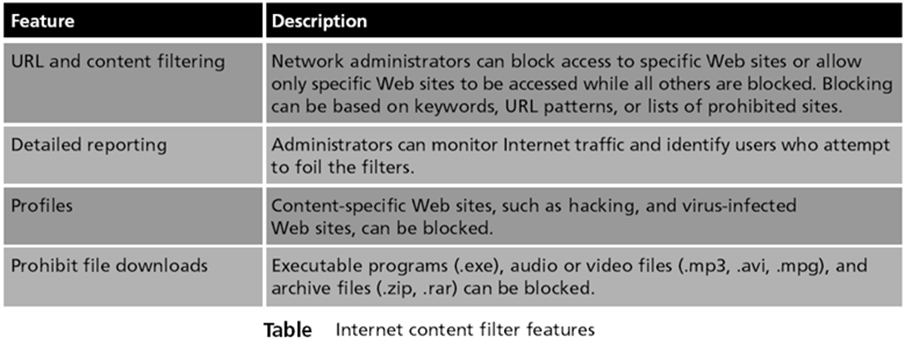 Feature Description
URL and content filtering Network administrators can block access to specific Web sites or allow
only specific Web sites to be accessed while all others are blocked. Blocking
can be based on keywords, URL patterns, or lists of prohibited sites.
Detailed reporting Administrators can monitor Internet traffic and identify users who attempt
to foil the filters.
Profiles Content-specific Web sites, such as hacking, and virus-infected
Web sites, can be blocked.
Prohibit file downloads Executable programs (.exe), audio or video files (.mp3, .avi, .mpg), and
archive files (.zip, .rar) can be blocked.
Table Internet content filter features